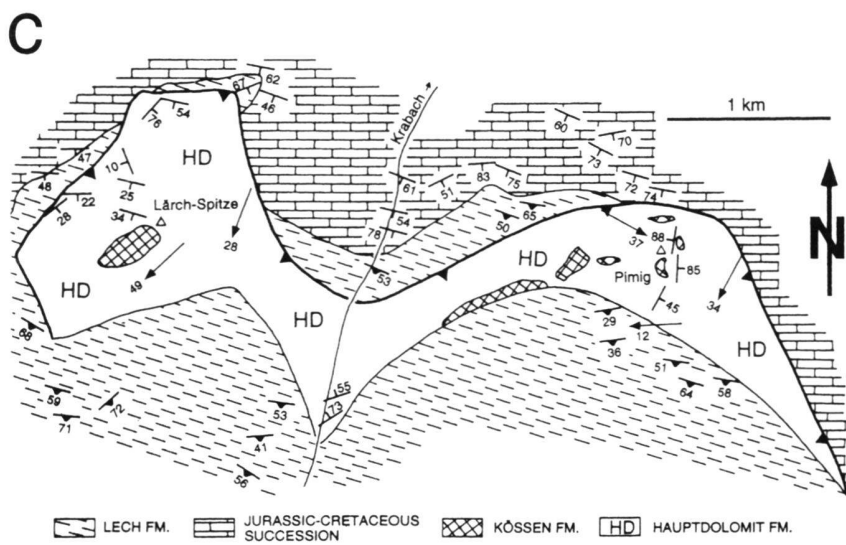 C
1 km
N
Krabach
HD
Lärch-Spitze
HD
HD
HD
Pimig
HD
62
67
46
54
76
47
48
10
25
22
28
34
28
49
68
59
71
72
53
41
56
55
73
61
51
83
75
54
78
53
50
65
60
70
73
72
74
37
88
85
45
34
29
12
36
51
64
58
LECH FM.
JURASSIC-CRETACEOUS
SUCCESSION
KÖSSEN FM.
HD
HAUPTDOLOMIT FM.